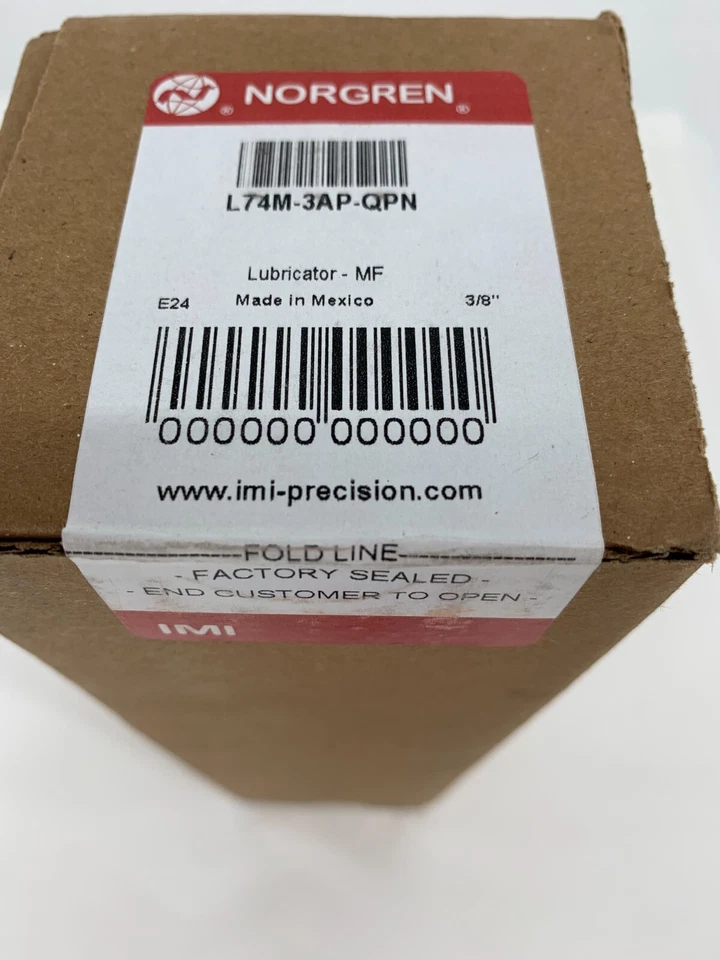 ® NORGREN ®
L74M-3AP-QPN
Lubricator - MF
E24 Made in Mexico 3/8"
000000 000000
www.imi-precision.com
FOLD LINE
- FACTORY SEALED -
- END CUSTOMER TO OPEN -
IMI